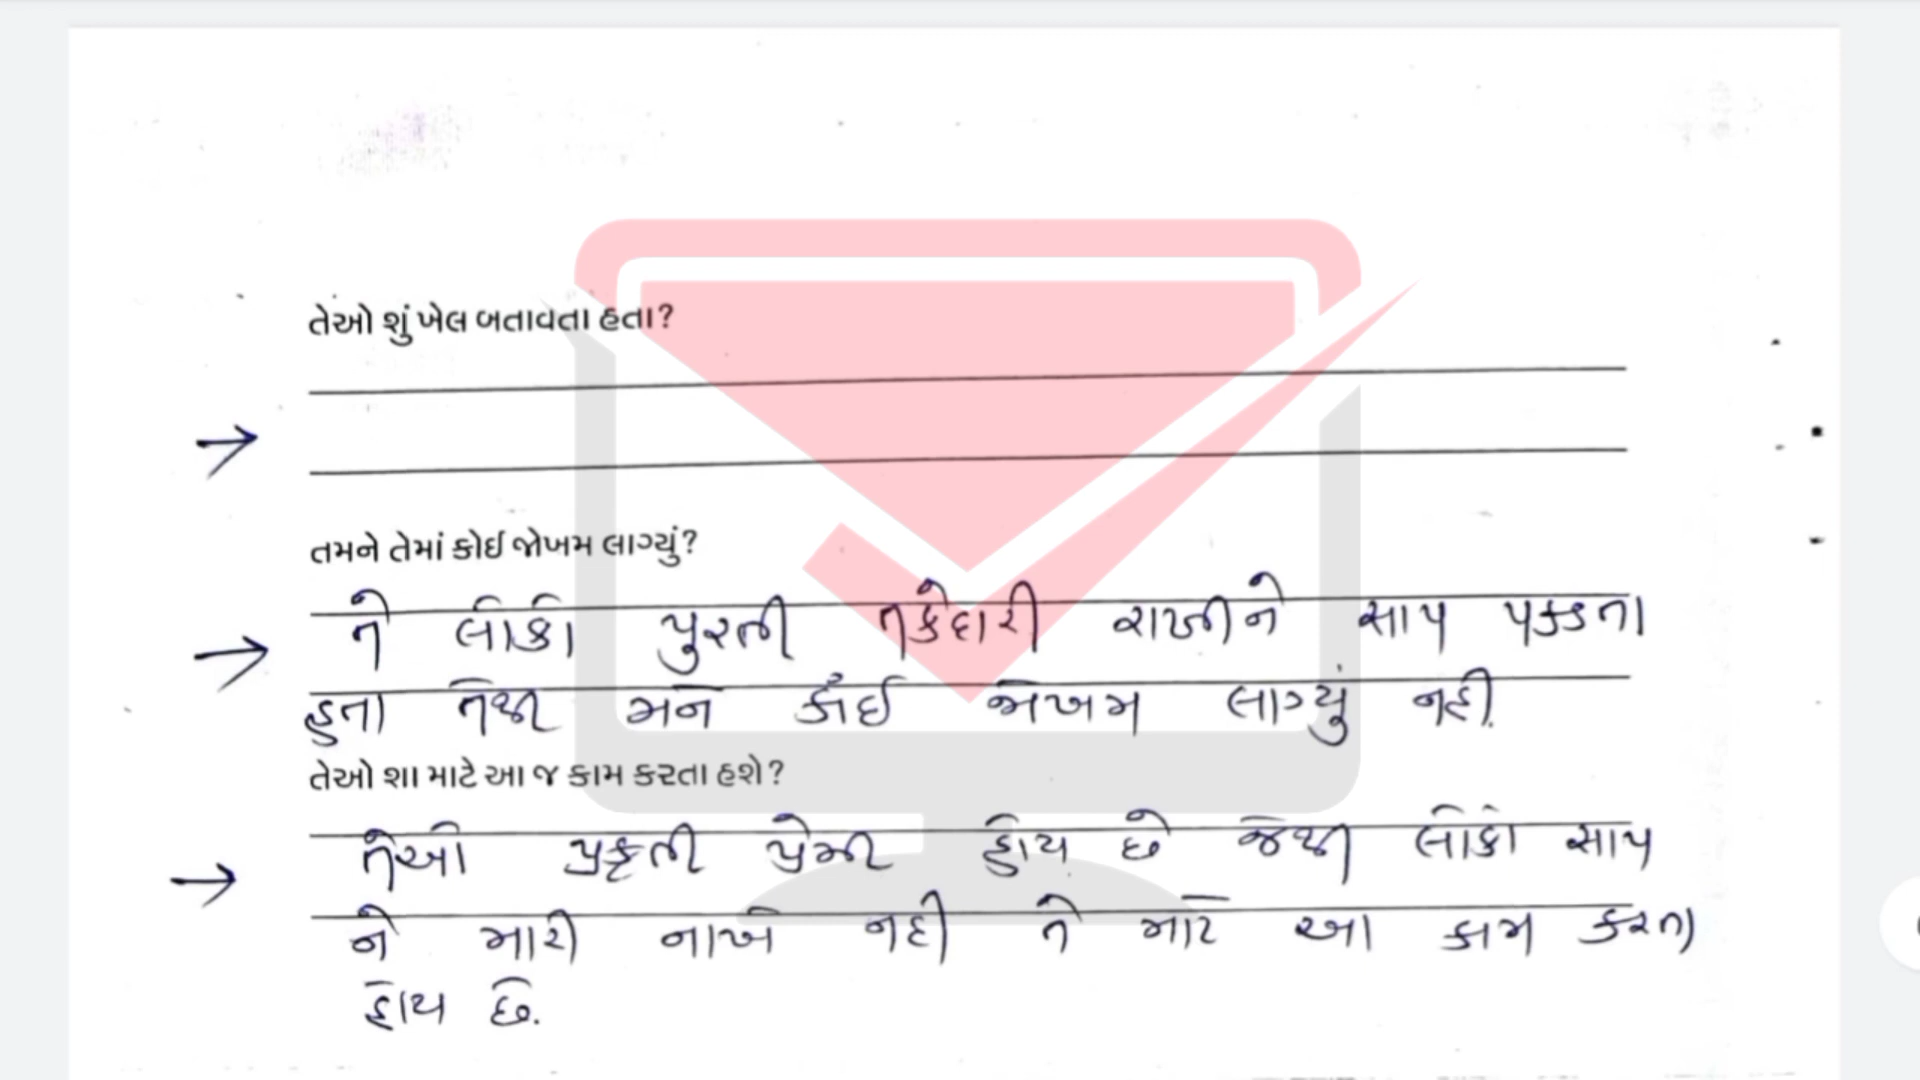 તેઓ શું ખેલ બતાવતા હતા?
તમને તેમાં કોઈ જોખમ લાગ્યું?
તે લોકો પુરતી તકેદારી રાખીને સાપ પકડતા
હતા તેથી મને કોઈ જોખમ લાગ્યું નહી.
તેઓ શા માટે આ જ કામ કરતા હશે?
તેઓ પ્રકૃતી પ્રેમી હોય છે જેથી લોકો સાપ
ને મારી નાખે નહી તે માટે આ કામ કરતા
હોય છે.